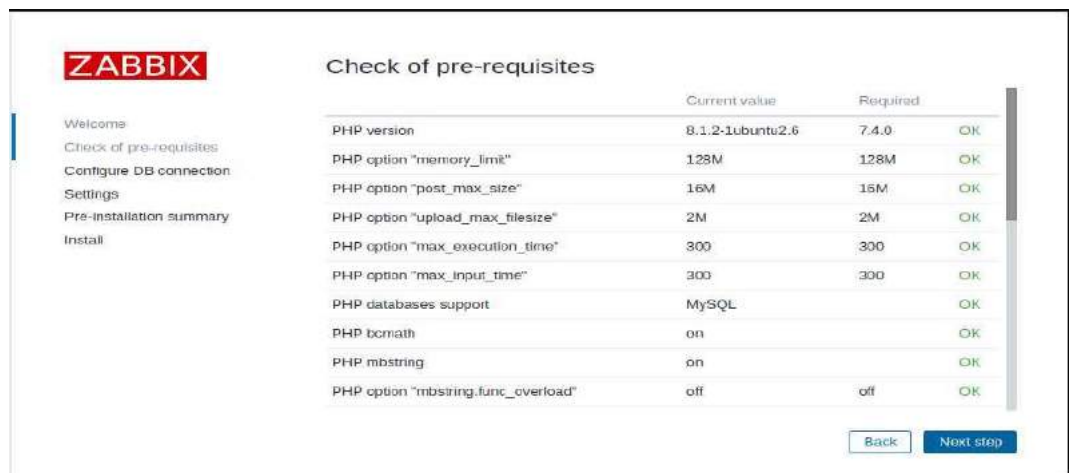 ZABBIX
Check of pre-requisites
Welcome
Check of pre-requisites
Configure DB connection
Settings
Pre-installation summary
Install
Current value Required
PHP version 8.1.2-1ubuntu2.6 7.4.0 OK
PHP option "memory_limit" 128M 128M OK
PHP option "post_max_size" 16M 16M OK
PHP option "upload_max_filesize" 2M 2M OK
PHP option "max_execution_time" 300 300 OK
PHP option "max_input_time" 300 300 OK
PHP databases support MySQL OK
PHP bcmath on OK
PHP mbstring on OK
PHP option "mbstring.func_overload" off off OK
Back Next step